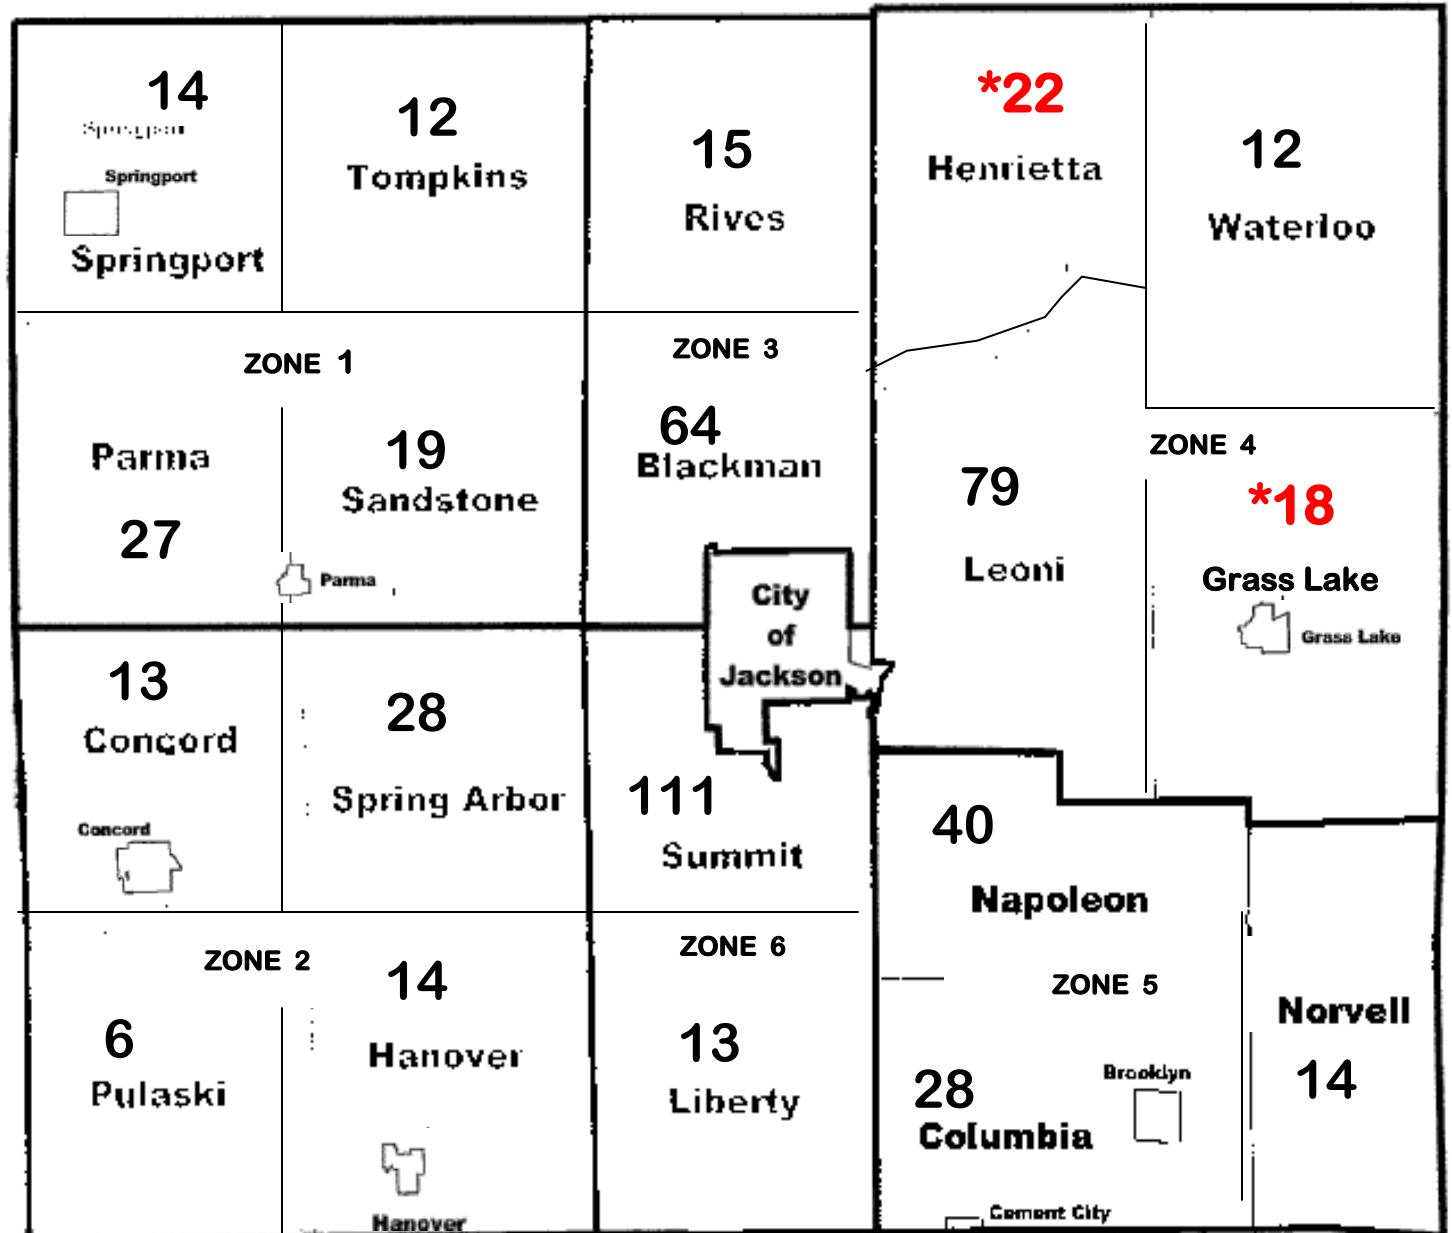 14
Springport
Springport
Springport
12
Tompkins
15
Rives
*22
Henrietta
12
Waterloo
ZONE 1
Parma
27
19
Sandstone
Parma
ZONE 3
64
Blackman
City
of
Jackson
79
Leoni
ZONE 4
*18
Grass Lake
Grass Lake
13
Concord
Concord
28
Spring Arbor
111
Summit
40
Napoleon
ZONE 2
6
Pulaski
14
Hanover
Hanover
ZONE 6
13
Liberty
ZONE 5
28
Columbia
Brooklyn
Cement City
Norvell
14